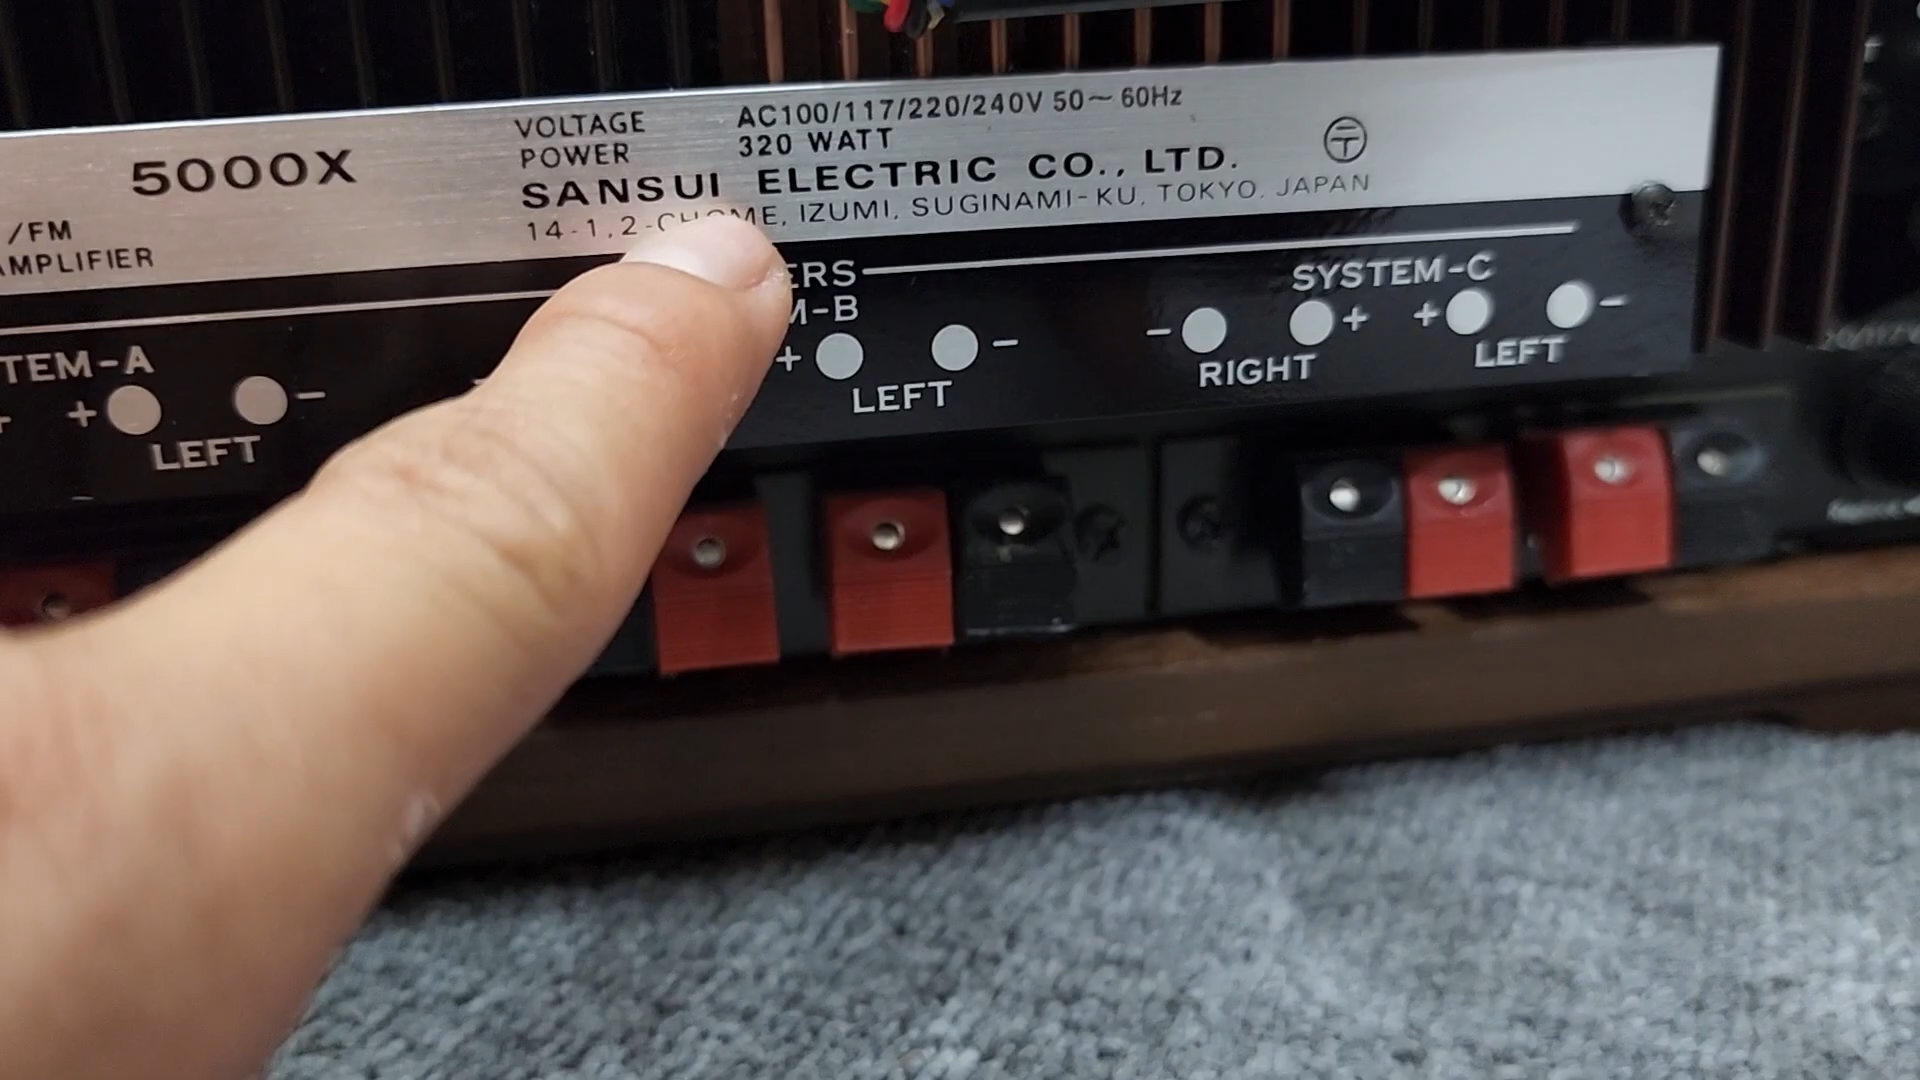 5000X
/FM
AMPLIFIER
VOLTAGE AC100/117/220/240V 50~60Hz
POWER 320 WATT
SANSUI ELECTRIC CO., LTD.
14-1, 2-CHOME, IZUMI, SUGINAMI-KU, TOKYO, JAPAN
〶
TEM-A
+ + -
LEFT
ERS
M-B
+ -
LEFT
SYSTEM-C
- + + -
RIGHT LEFT